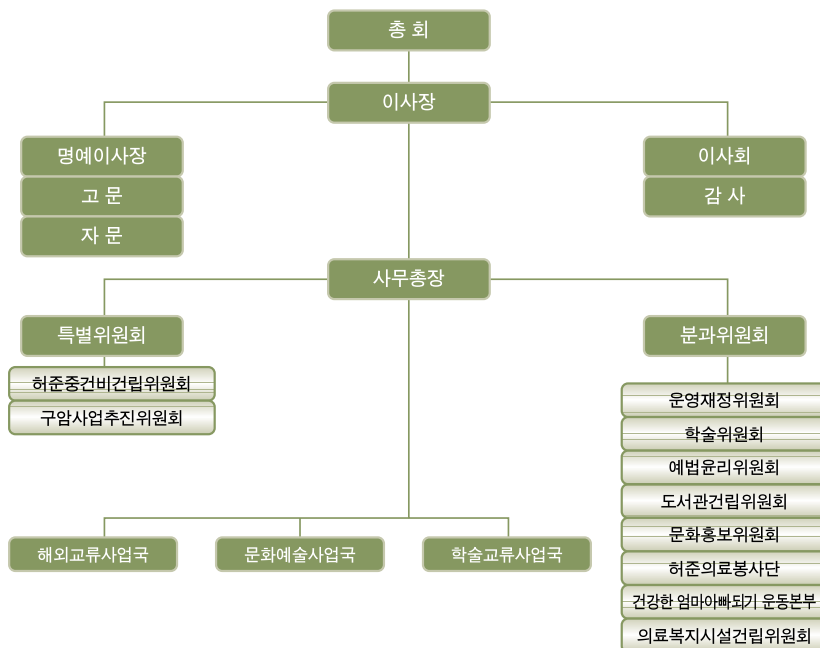 총 회
이사장
명예이사장
고 문
자 문
이사회
감 사
사무총장
특별위원회
허준중건비건립위원회
구암사업추진위원회
분과위원회
운영재정위원회
학술위원회
예법윤리위원회
도서관건립위원회
문화홍보위원회
허준의료봉사단
건강한 엄마아빠되기 운동본부
의료복지시설건립위원회
해외교류사업국
문화예술사업국
학술교류사업국